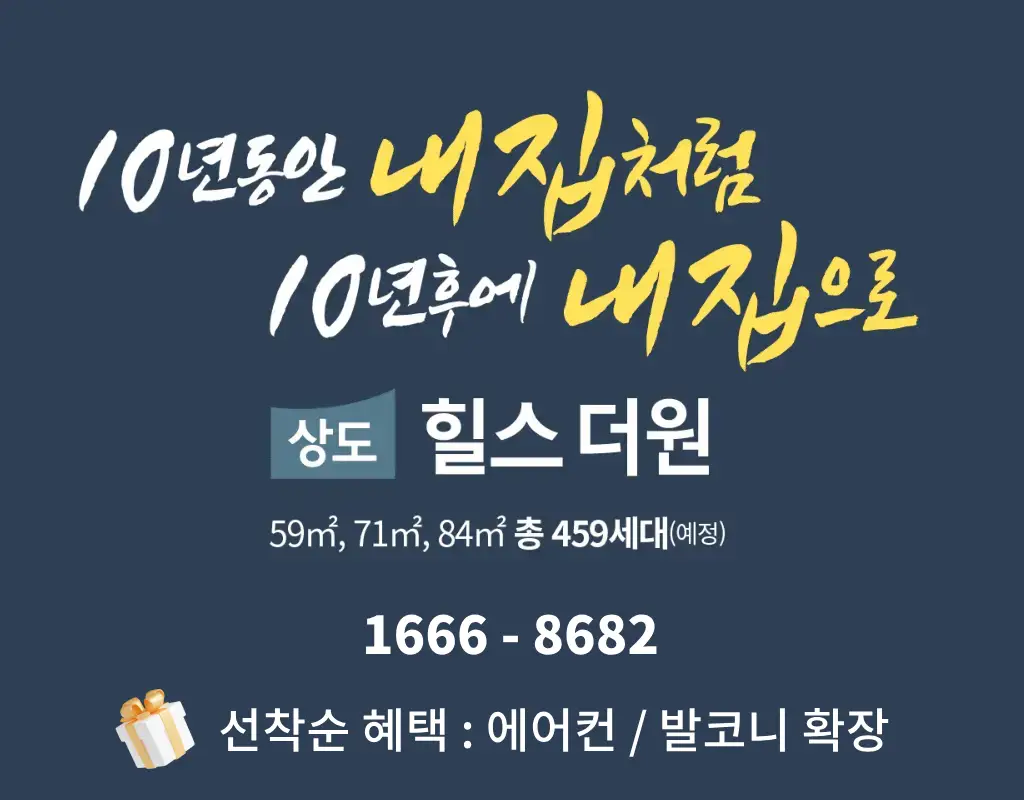 10년동안 내집처럼
10년후에 내집으로
상도 힐스 더원
59㎡, 71㎡, 84㎡ 총 459세대(예정)
1666 - 8682
선착순 혜택 : 에어컨 / 발코니 확장